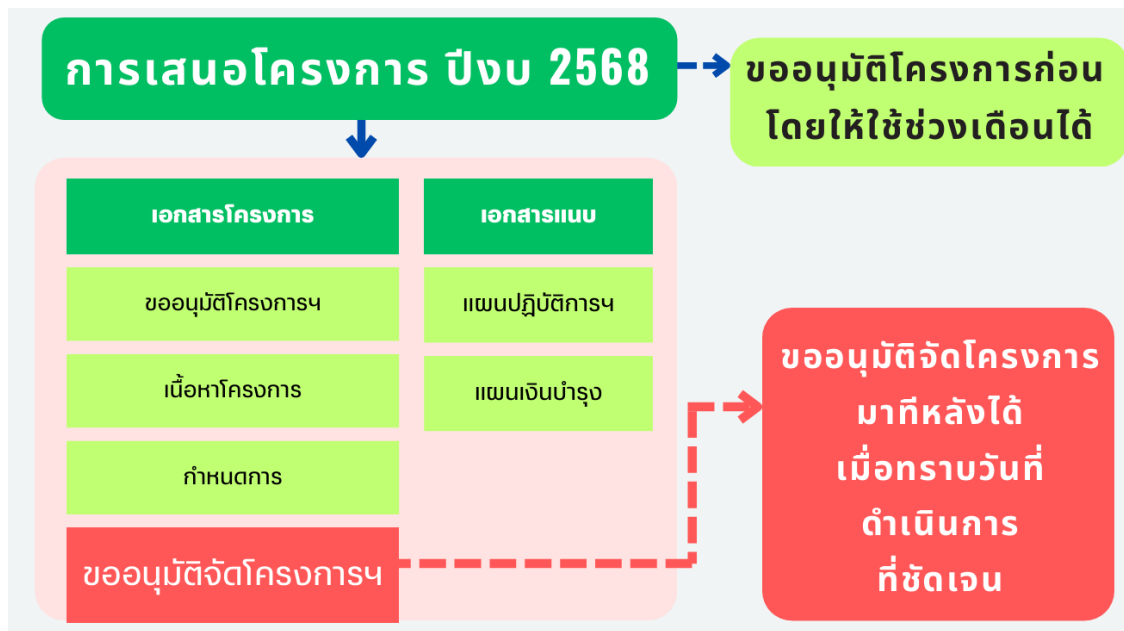 การเสนอโครงการ ปีงบ 2568
ขออนุมัติโครงการก่อน
โดยให้ใช้ช่วงเดือนได้
เอกสารโครงการ
เอกสารแนบ
ขออนุมัติโครงการฯ
แผนปฏิบัติการฯ
เนื้อหาโครงการ
แผนเงินบำรุง
กำหนดการ
ขออนุมัติจัดโครงการฯ
ขออนุมัติจัดโครงการ
มาทีหลังได้
เมื่อทราบวันที่
ดำเนินการ
ที่ชัดเจน